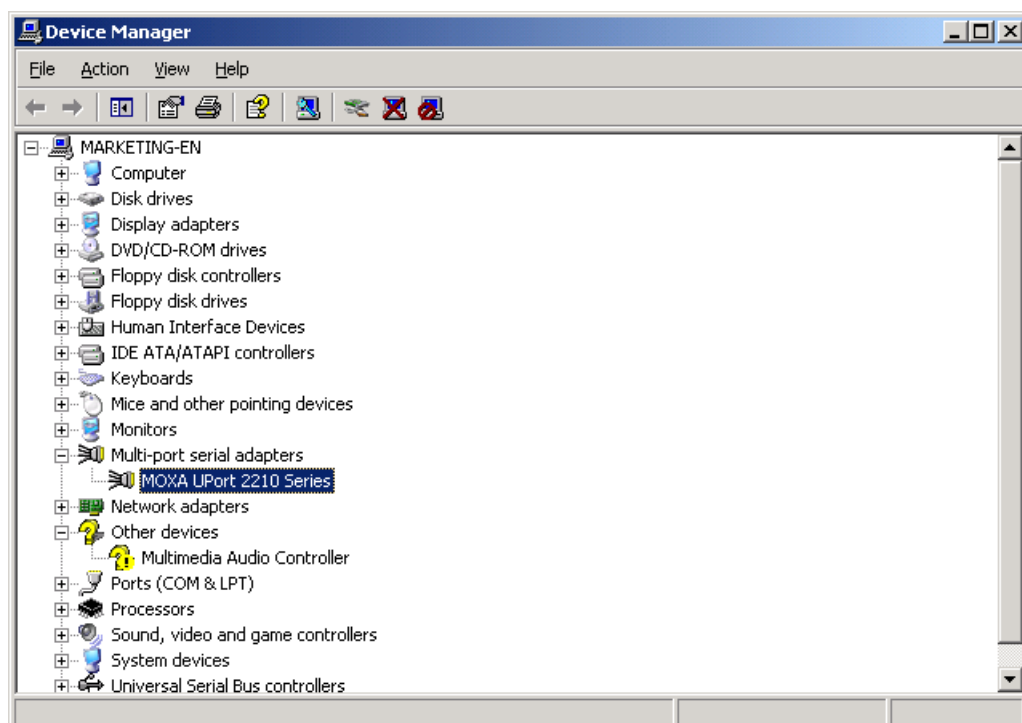 Device Manager
File Action View Help
MARKETING-EN
Computer
Disk drives
Display adapters
DVD/CD-ROM drives
Floppy disk controllers
Floppy disk drives
Human Interface Devices
IDE ATA/ATAPI controllers
Keyboards
Mice and other pointing devices
Monitors
Multi-port serial adapters
MOXA UPort 2210 Series
Network adapters
Other devices
Multimedia Audio Controller
Ports (COM & LPT)
Processors
Sound, video and game controllers
System devices
Universal Serial Bus controllers